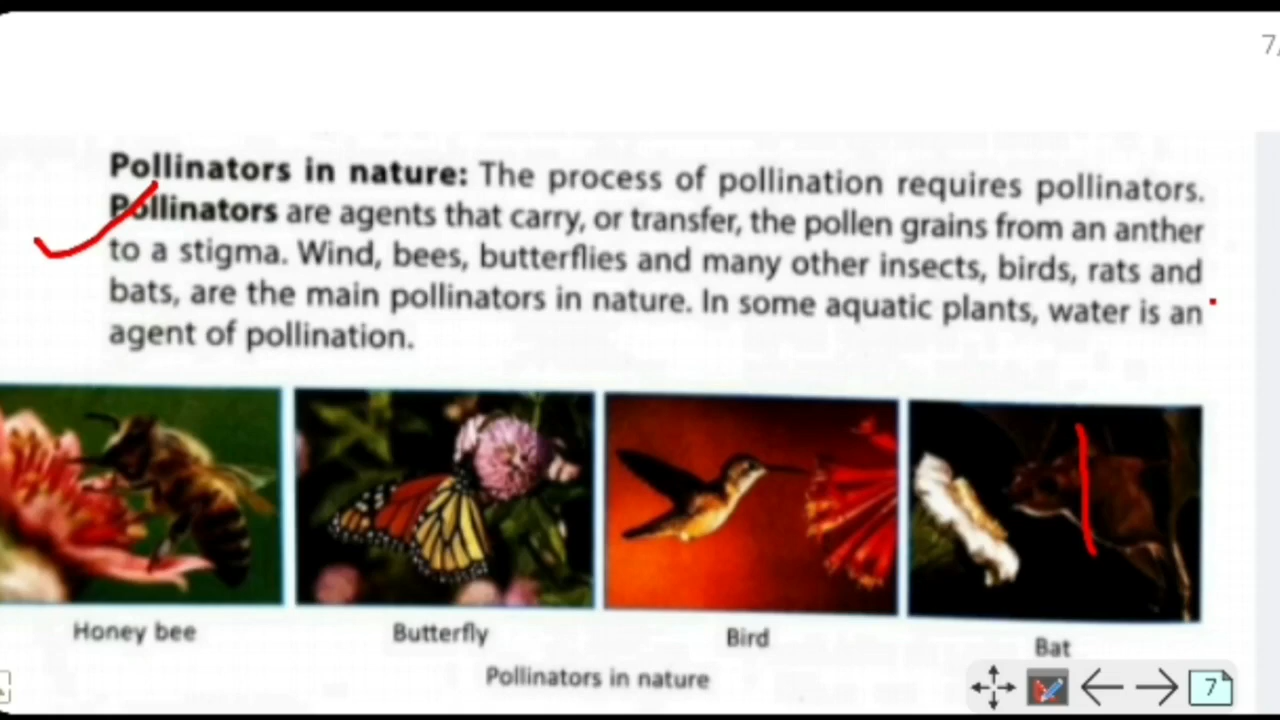 7/
Pollinators in nature: The process of pollination requires pollinators.
Pollinators are agents that carry, or transfer, the pollen grains from an anther
to a stigma. Wind, bees, butterflies and many other insects, birds, rats and
bats, are the main pollinators in nature. In some aquatic plants, water is an
agent of pollination.
Honey bee Butterfly Bird Bat
Pollinators in nature
7